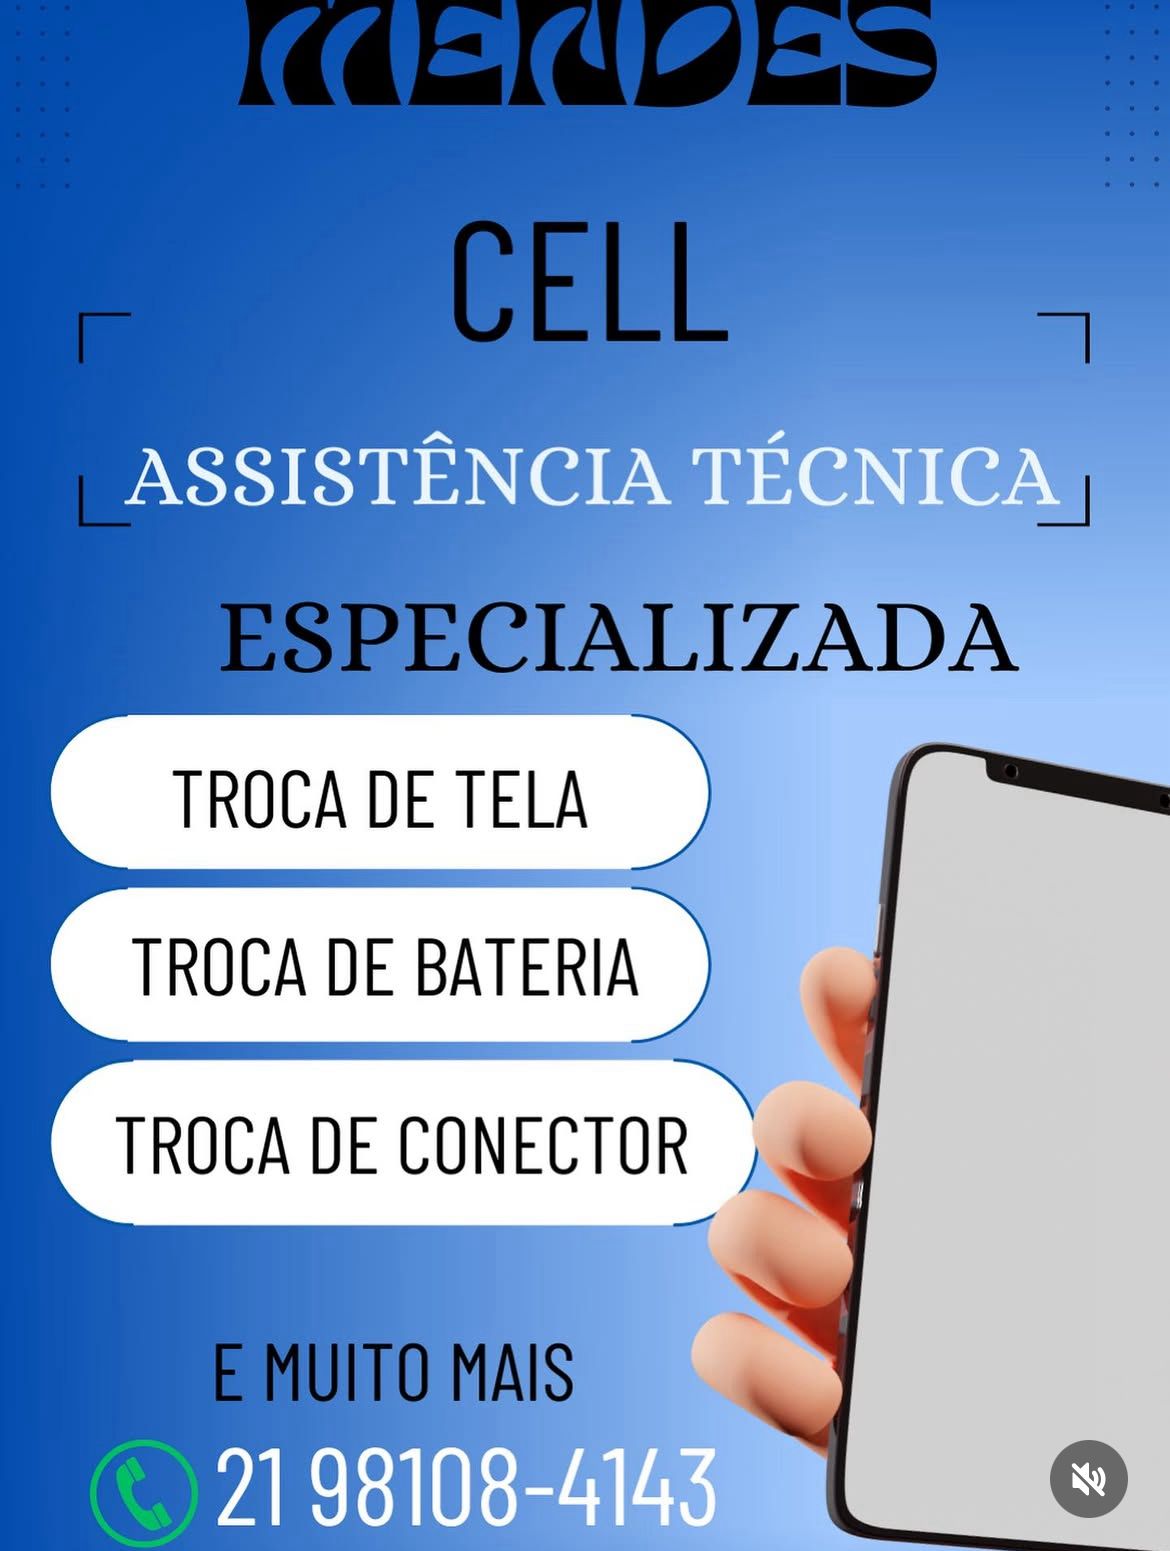 MENDES
CELL
ASSISTÊNCIA TÉCNICA
ESPECIALIZADA
TROCA DE TELA
TROCA DE BATERIA
TROCA DE CONECTOR
E MUITO MAIS
21 98108-4143